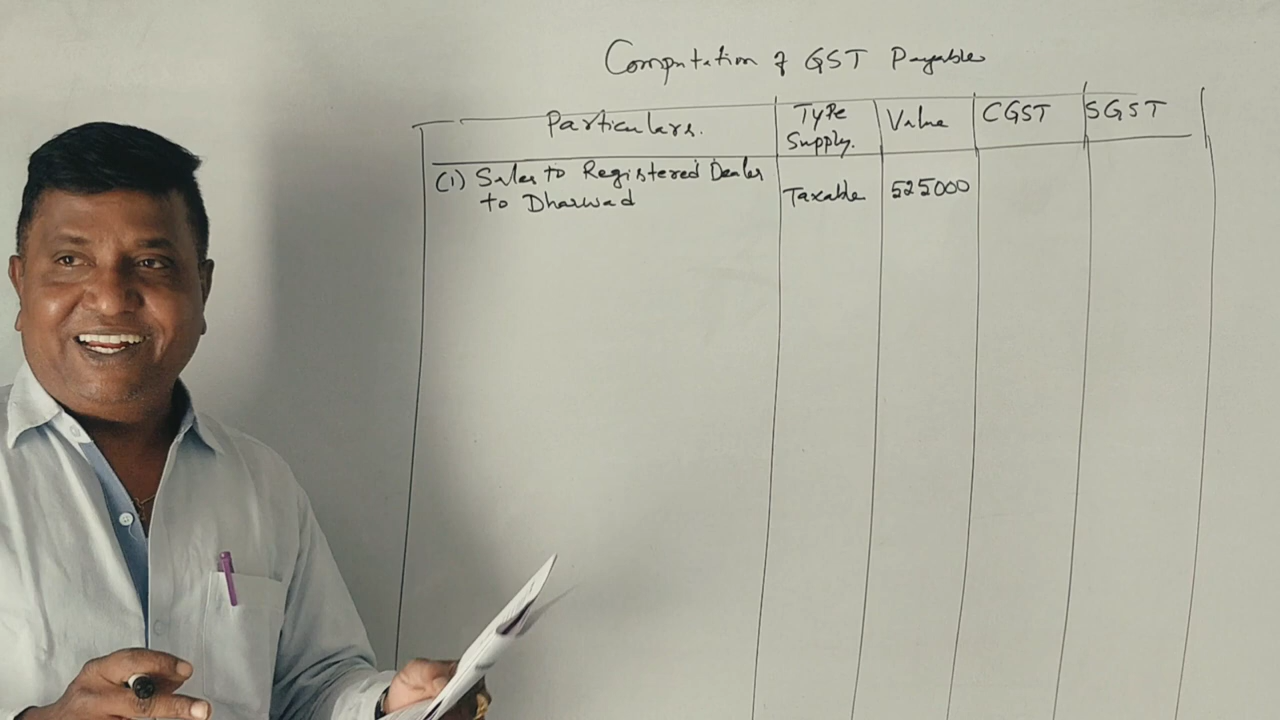 Computation of GST Payable
Particulars. Type Supply. Value CGST SGST
(1) Sales to Registered Dealer Taxable 525000
to Dharwad